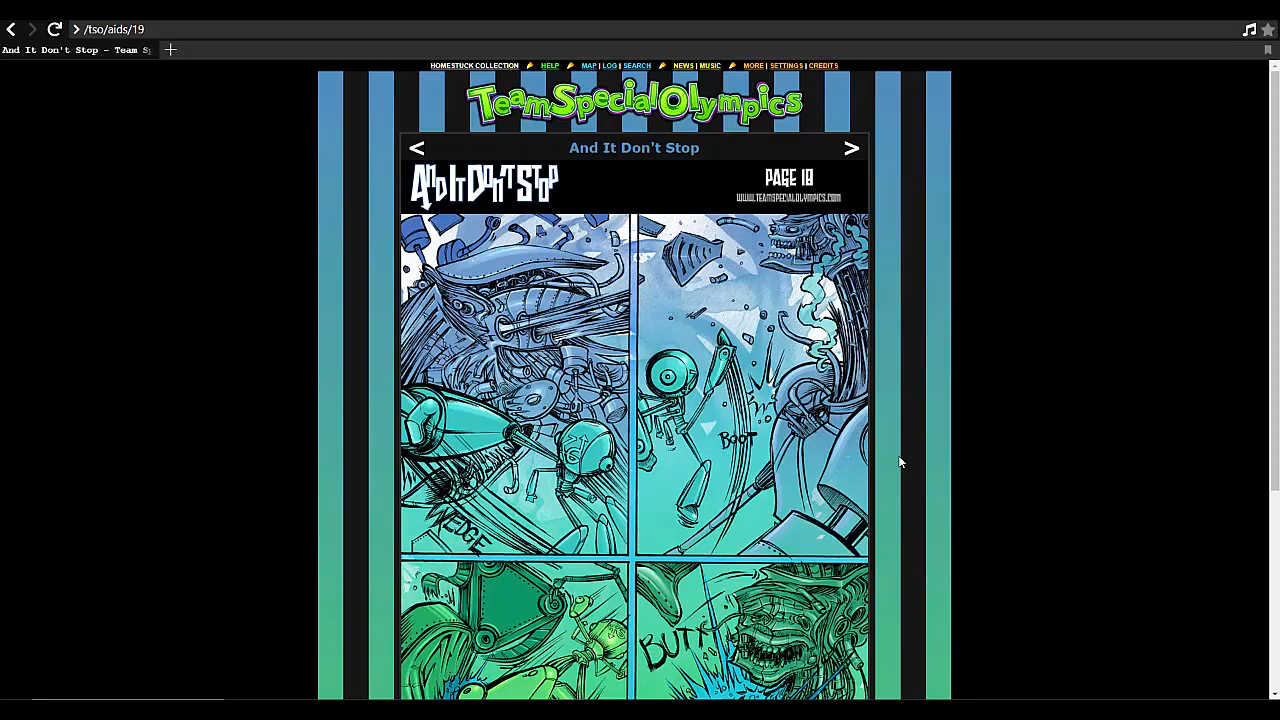 /tso/aids/19
And It Don't Stop - Team Sp
HOMESTUCK COLLECTION HELP MAP | LOG | SEARCH NEWS | MUSIC MORE | SETTINGS | CREDITS
TeamSpecialOlympics
< And It Don't Stop >
And It Don't Stop PAGE 18
WWW.TEAMSPECIALOLYMPICS.COM
BOOT
WEDGE
BUTT